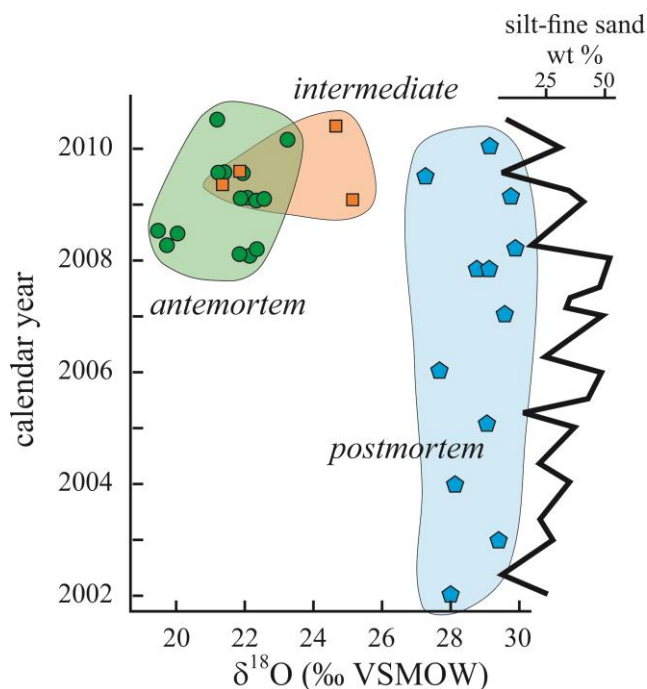 silt-fine sand
wt %
25 50
intermediate
2010
2008
antemortem
calendar year
2006
postmortem
2004
2002
20 22 24 26 28 30
δ¹⁸O (‰ VSMOW)